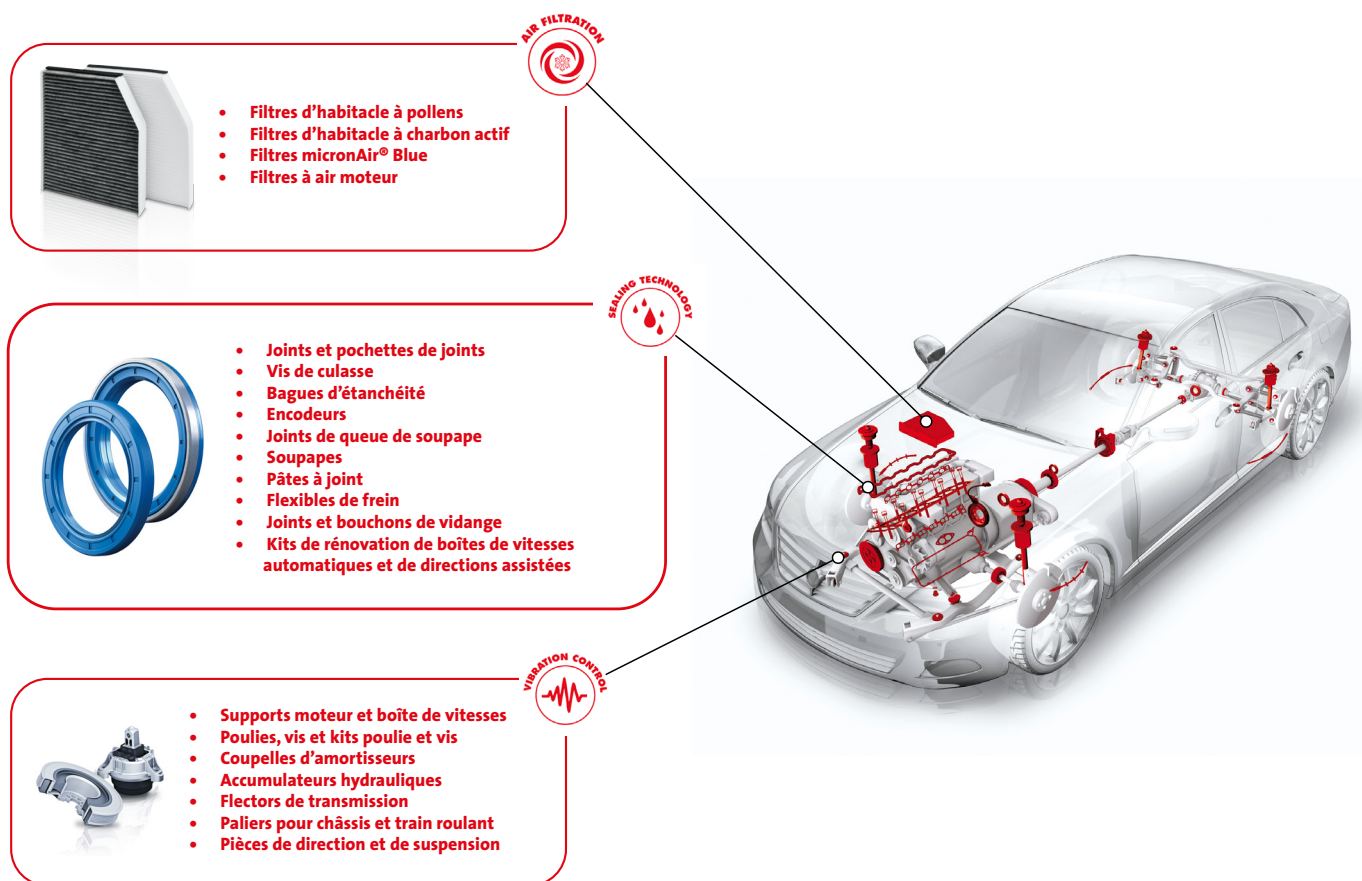 AIR FILTRATION
• Filtres d’habitacle à pollens
• Filtres d’habitacle à charbon actif
• Filtres micronAir® Blue
• Filtres à air moteur
SEALING TECHNOLOGY
• Joints et pochettes de joints
• Vis de culasse
• Bagues d’étanchéité
• Encodeurs
• Joints de queue de soupape
• Soupapes
• Pâtes à joint
• Flexibles de frein
• Joints et bouchons de vidange
• Kits de rénovation de boîtes de vitesses
automatiques et de directions assistées
VIBRATION CONTROL
• Supports moteur et boîte de vitesses
• Poulies, vis et kits poulie et vis
• Coupelles d’amortisseurs
• Accumulateurs hydrauliques
• Flectors de transmission
• Paliers pour châssis et train roulant
• Pièces de direction et de suspension